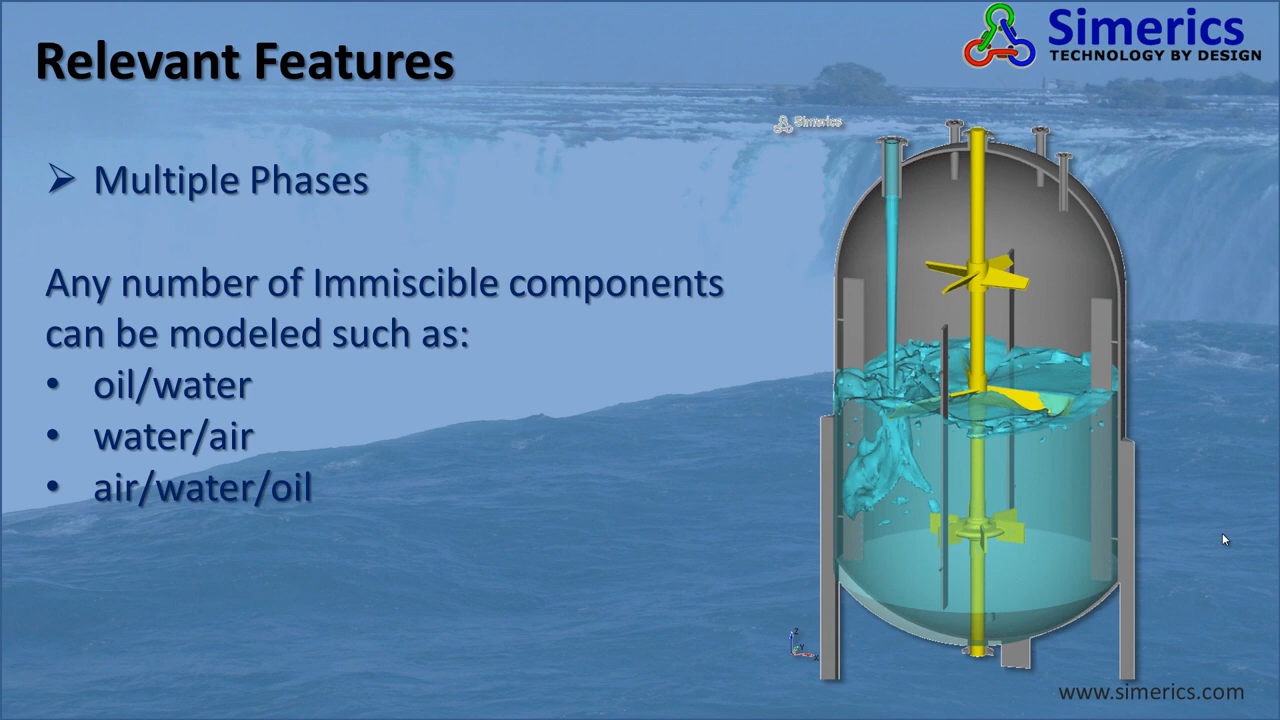 Relevant Features
Simerics
TECHNOLOGY BY DESIGN
Simerics
➢ Multiple Phases
Any number of Immiscible components
can be modeled such as:
• oil/water
• water/air
• air/water/oil
Z
Y
X
www.simerics.com